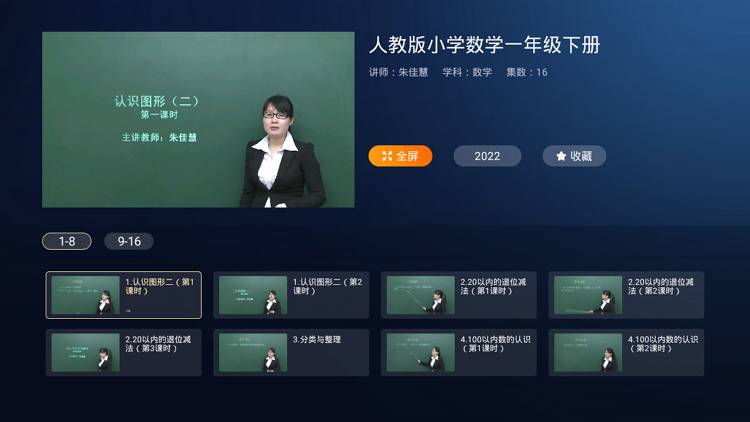 人教版小学数学一年级下册
讲师：朱佳慧 学科：数学 集数：16
认识图形（二）
第一课时
主讲教师：朱佳慧
全屏
2022
收藏
1-8
9-16
1.认识图形二（第1
课时）
1.认识图形二（第2
课时）
2.20以内的退位减
法（第1课时）
2.20以内的退位减
法（第2课时）
2.20以内的退位减
法（第3课时）
3.分类与整理
4.100以内数的认识
（第1课时）
4.100以内数的认识
（第2课时）